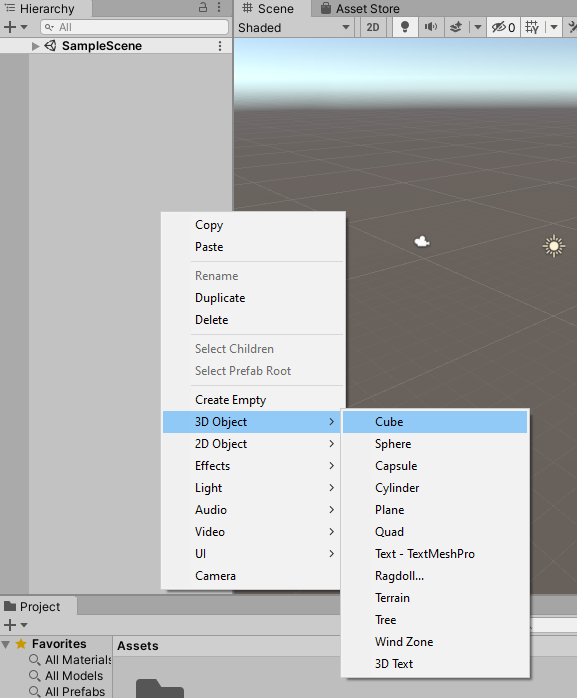 Hierarchy
All
SampleScene
Scene
Asset Store
Shaded
2D
0
Copy
Paste
Rename
Duplicate
Delete
Select Children
Select Prefab Root
Create Empty
3D Object
2D Object
Effects
Light
Audio
Video
UI
Camera
Cube
Sphere
Capsule
Cylinder
Plane
Quad
Text - TextMeshPro
Ragdoll...
Terrain
Tree
Wind Zone
3D Text
Project
Favorites
All Materials
All Models
All Prefabs
Assets